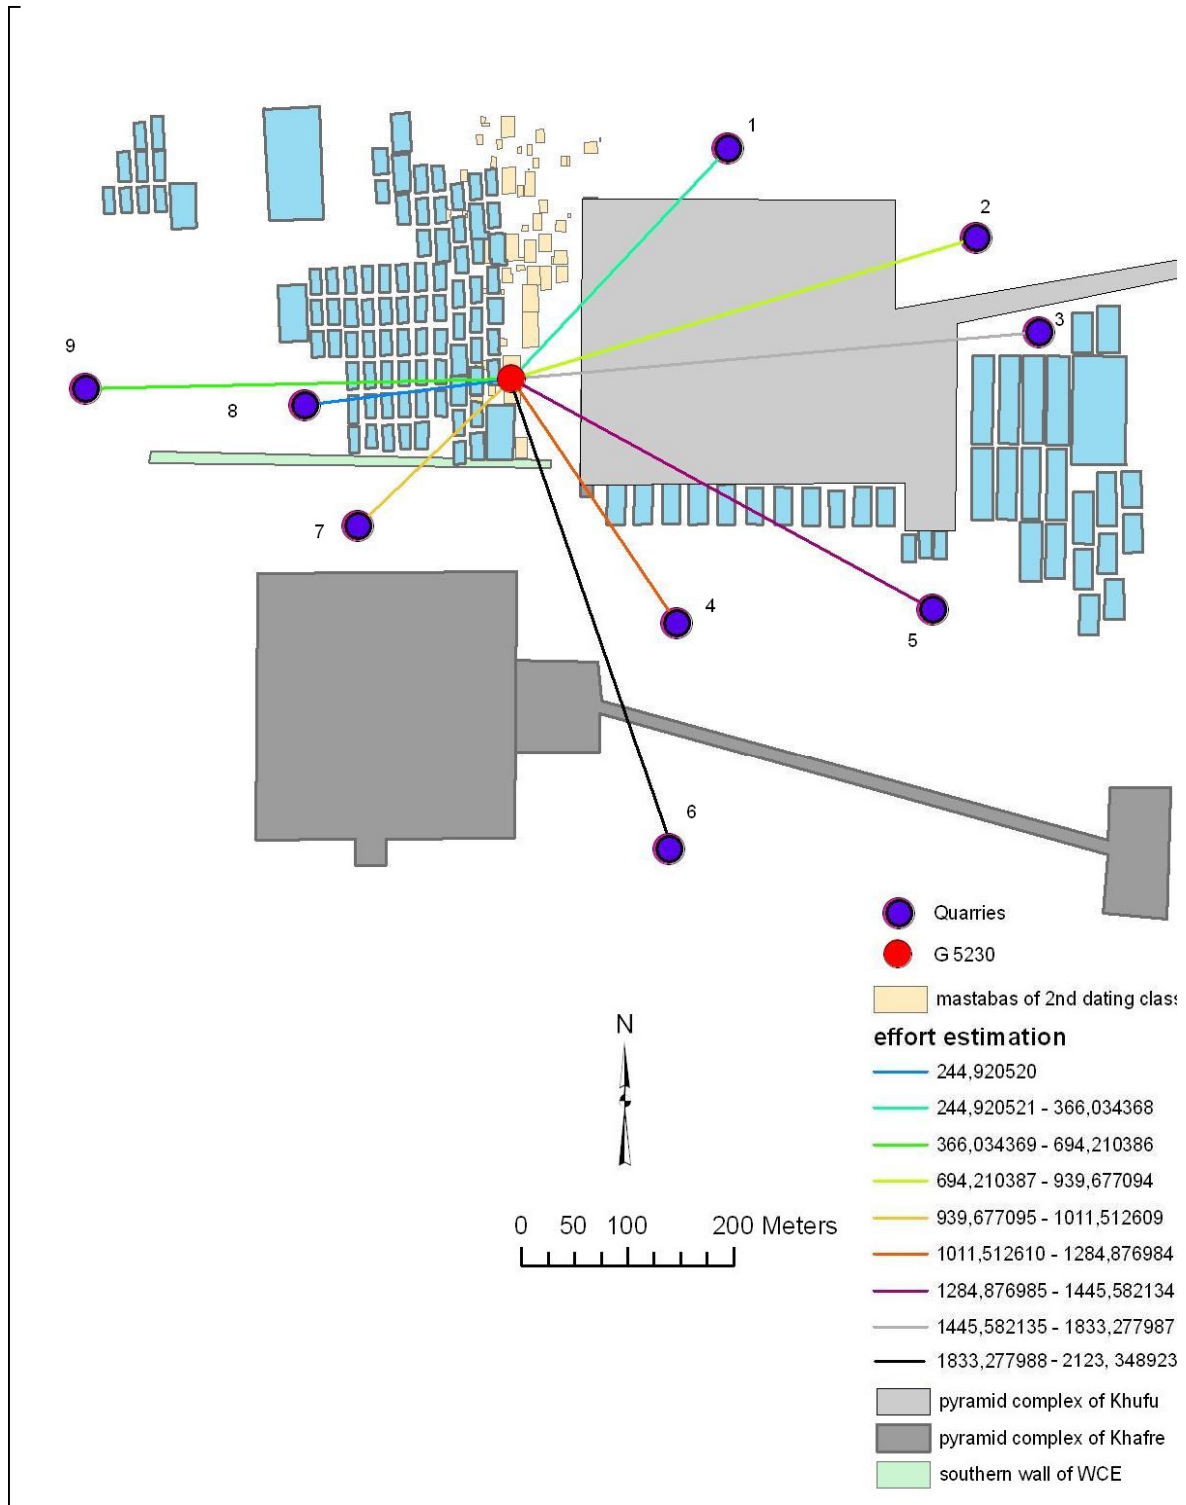 1
2
3
9
8
7
4
5
6
Quarries
G 5230
mastabas of 2nd dating class
effort estimation
244,920520
244,920521 - 366,034368
366,034369 - 694,210386
694,210387 - 939,677094
939,677095 - 1011,512609
1011,512610 - 1284,876984
1284,876985 - 1445,582134
1445,582135 - 1833,277987
1833,277988 - 2123, 348923
pyramid complex of Khufu
pyramid complex of Khafre
southern wall of WCE
N
0 50 100 200 Meters